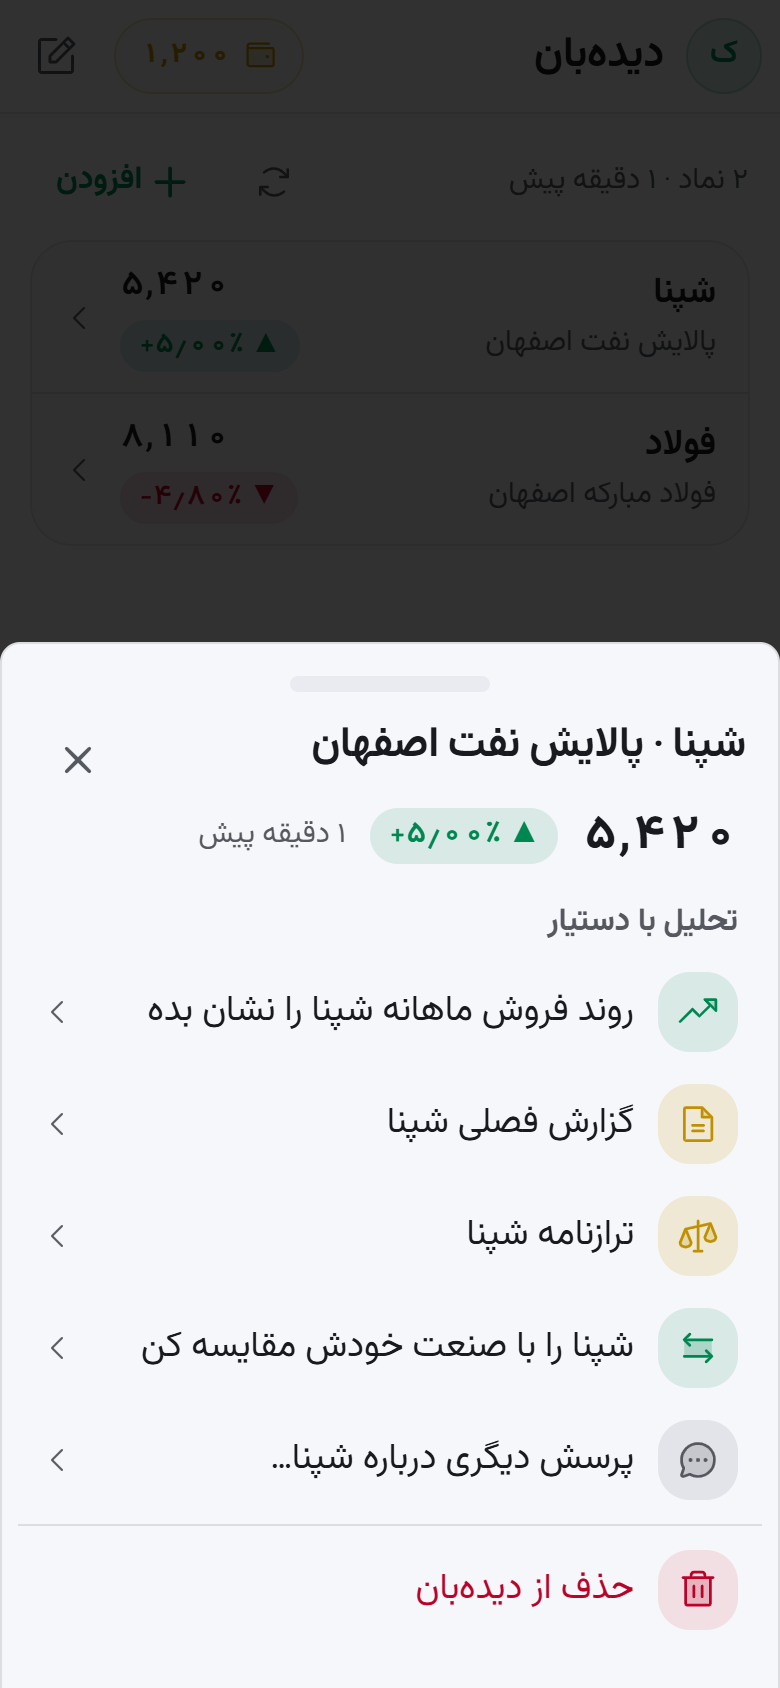 ک
دیده‌بان
۱,۲۰۰
۲ نماد · ۱ دقیقه پیش
افزودن
شپنا
۵,۴۲۰
پالایش نفت اصفهان
▲ +۵٫۰۰٪
فولاد
۸,۱۱۰
فولاد مبارکه اصفهان
▼ -۴٫۸۰٪
شپنا · پالایش نفت اصفهان
۵,۴۲۰ ▲ +۵٫۰۰٪ ۱ دقیقه پیش
تحلیل با دستیار
روند فروش ماهانه شپنا را نشان بده
گزارش فصلی شپنا
ترازنامه شپنا
شپنا را با صنعت خودش مقایسه کن
پرسش دیگری درباره شپنا...
حذف از دیده‌بان